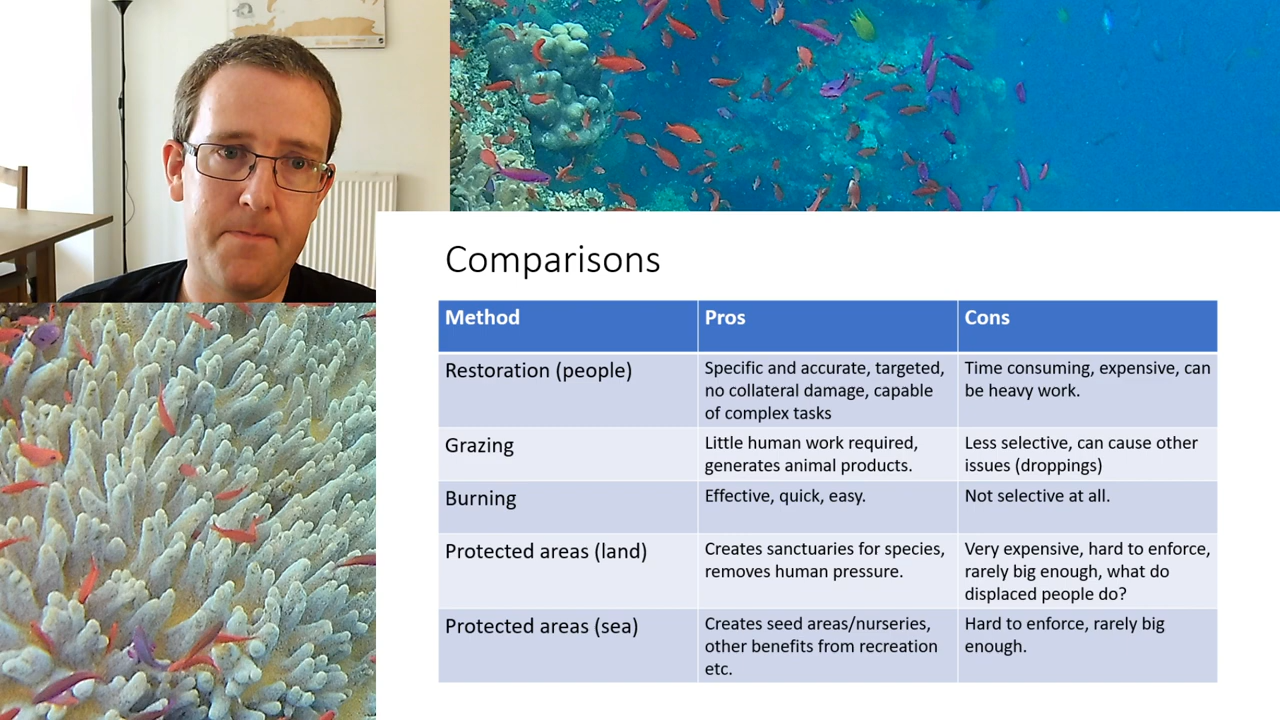 Comparisons
Method Pros Cons
Restoration (people)
Specific and accurate, targeted,
no collateral damage, capable
of complex tasks
Time consuming, expensive, can
be heavy work.
Grazing
Little human work required,
generates animal products.
Less selective, can cause other
issues (droppings)
Burning
Effective, quick, easy.
Not selective at all.
Protected areas (land)
Creates sanctuaries for species,
removes human pressure.
Very expensive, hard to enforce,
rarely big enough, what do
displaced people do?
Protected areas (sea)
Creates seed areas/nurseries,
other benefits from recreation
etc.
Hard to enforce, rarely big
enough.